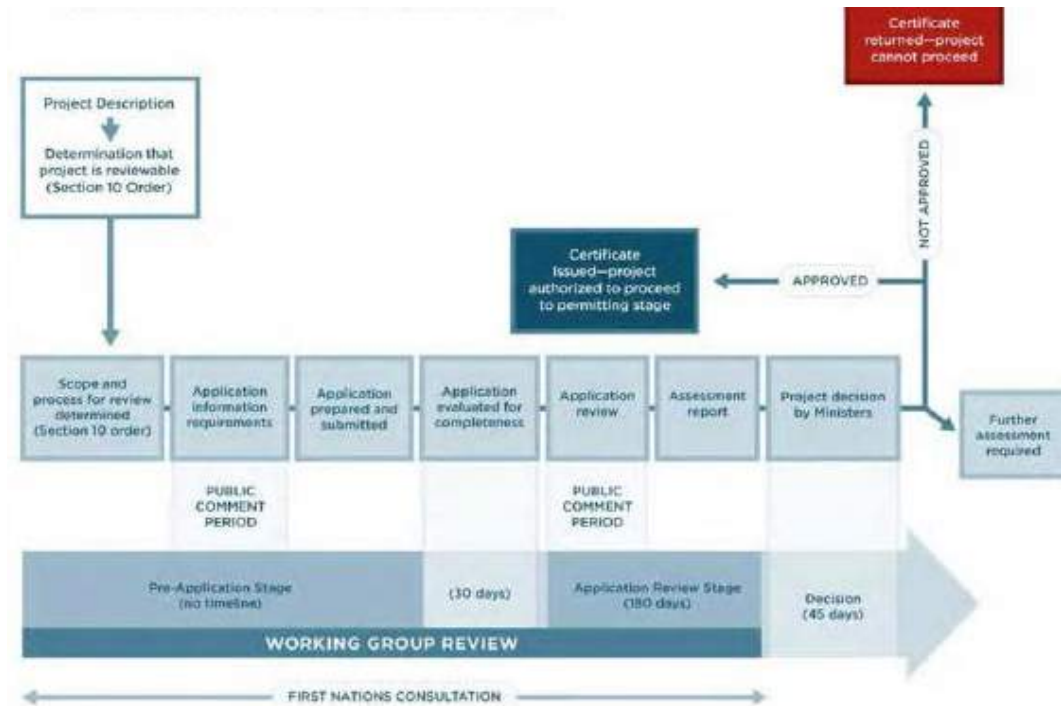 Certificate
returned—project
cannot proceed
Project Description
Determination that
project is reviewable
(Section 10 Order)
NOT APPROVED
Certificate
Issued—project
authorized to proceed
to permitting stage
APPROVED
Scope and
process for review
determined
(Section 10 order)
Application
information
requirements
Application
prepared and
submitted
Application
evaluated for
completeness
Application
review
Assessment
report
Project decision
by Ministers
Further
assessment
required
PUBLIC
COMMENT
PERIOD
PUBLIC
COMMENT
PERIOD
Pre-Application Stage
(no timeline)
(30 days)
Application Review Stage
(180 days)
Decision
(45 days)
WORKING GROUP REVIEW
FIRST NATIONS CONSULTATION